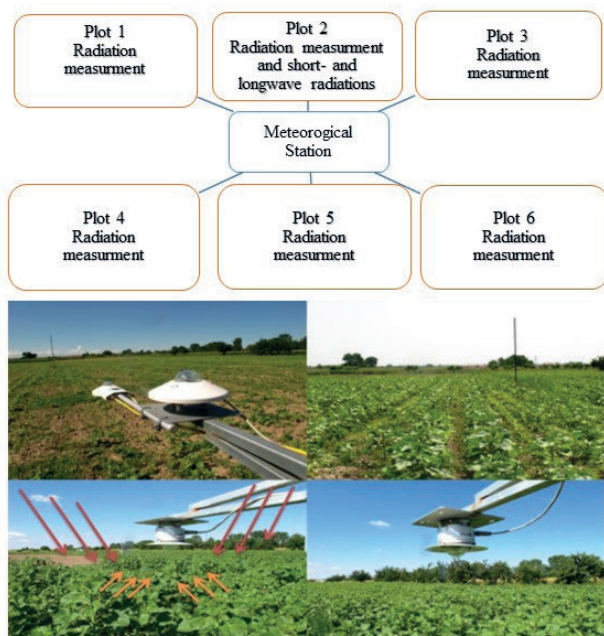 Plot 1
Radiation
measurment
Plot 2
Radiation measurment
and short- and
longwave radiations
Plot 3
Radiation
measurment
Meteorogical
Station
Plot 4
Radiation
measurment
Plot 5
Radiation
measurment
Plot 6
Radiation
measurment